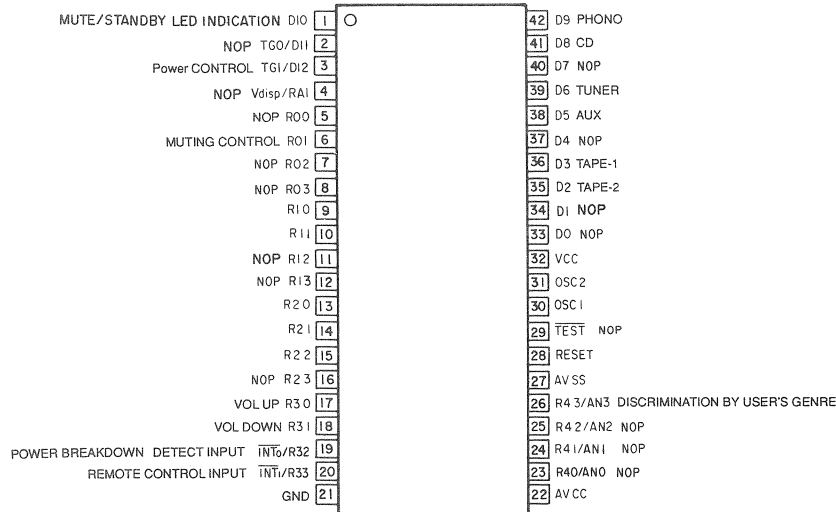 MUTE/STANDBY LED INDICATION D10 1
NOP TG0/D11 2
Power CONTROL TG1/D12 3
NOP Vdisp/RA1 4
NOP R00 5
MUTING CONTROL R01 6
NOP R02 7
NOP R03 8
R10 9
R11 10
NOP R12 11
NOP R13 12
R20 13
R21 14
R22 15
NOP R23 16
VOL UP R30 17
VOL DOWN R31 18
POWER BREAKDOWN DETECT INPUT INT0/R32 19
REMOTE CONTROL INPUT INT1/R33 20
GND 21
42 D9 PHONO
41 D8 CD
40 D7 NOP
39 D6 TUNER
38 D5 AUX
37 D4 NOP
36 D3 TAPE-1
35 D2 TAPE-2
34 D1 NOP
33 D0 NOP
32 VCC
31 OSC2
30 OSC1
29 TEST NOP
28 RESET
27 AVSS
26 R43/AN3 DISCRIMINATION BY USER'S GENRE
25 R42/AN2 NOP
24 R41/AN1 NOP
23 R40/AN0 NOP
22 AVCC